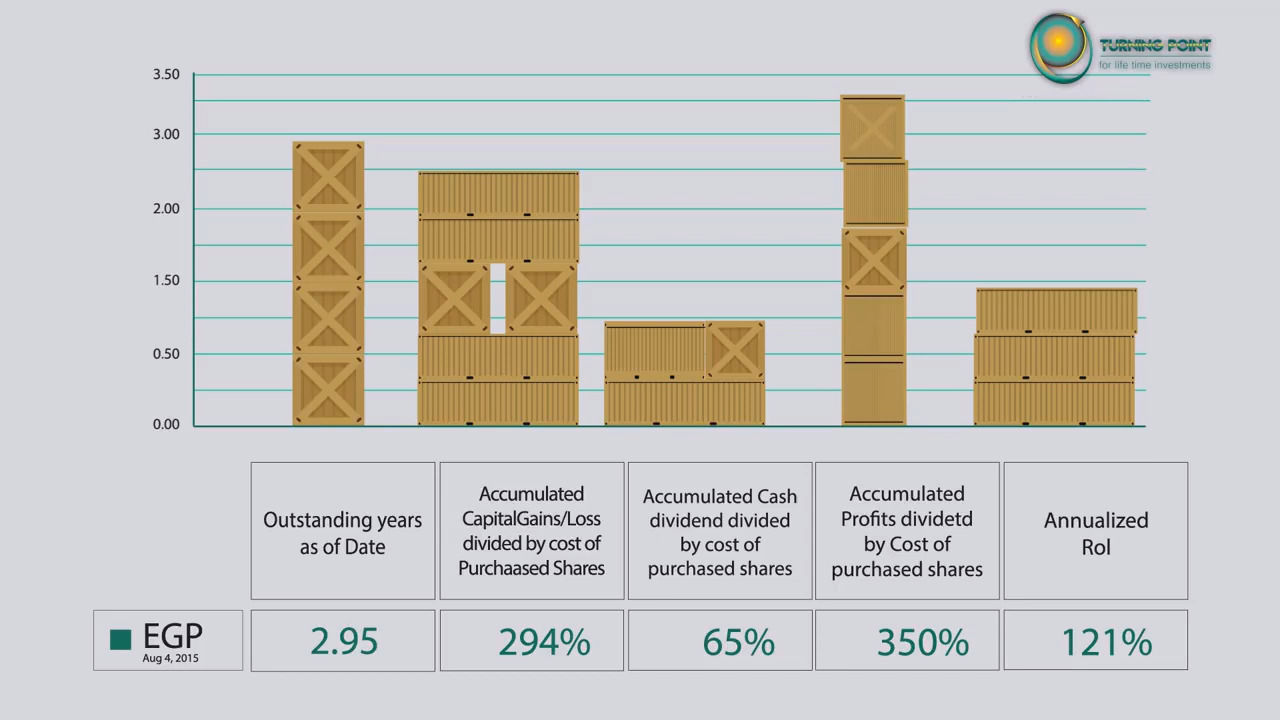 TURNING POINT
for life time investments
3.50
3.00
2.00
1.50
0.50
0.00
Outstanding years
as of Date
Accumulated
CapitalGains/Loss
divided by cost of
Purchaased Shares
Accumulated Cash
dividend divided
by cost of
purchased shares
Accumulated
Profits dividetd
by Cost of
purchased shares
Annualized
RoI
EGP
Aug 4, 2015
2.95
294%
65%
350%
121%